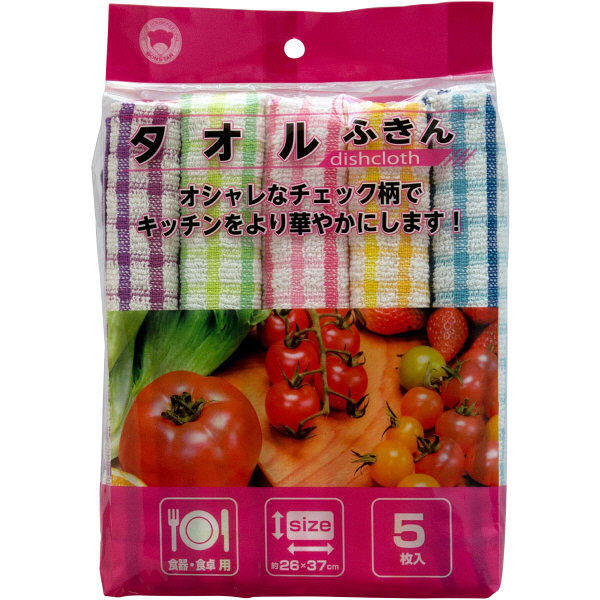 BONSTAR
タオルふきん
dishcloth
オシャレなチェック柄で
キッチンをより華やかにします！
食器・食卓 用
size
約26×37cm
5
枚入